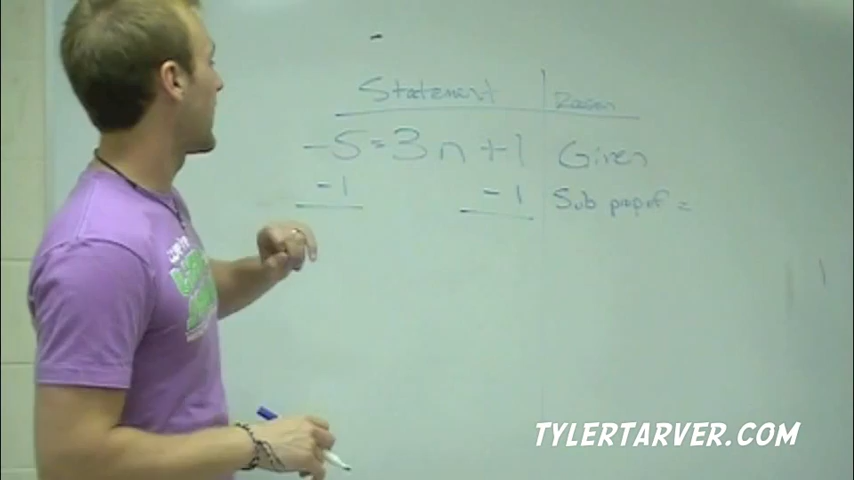 Statement Reason
-5 = 3n +1 Given
-1 -1 Sub prop of =
TYLERTARVER.COM